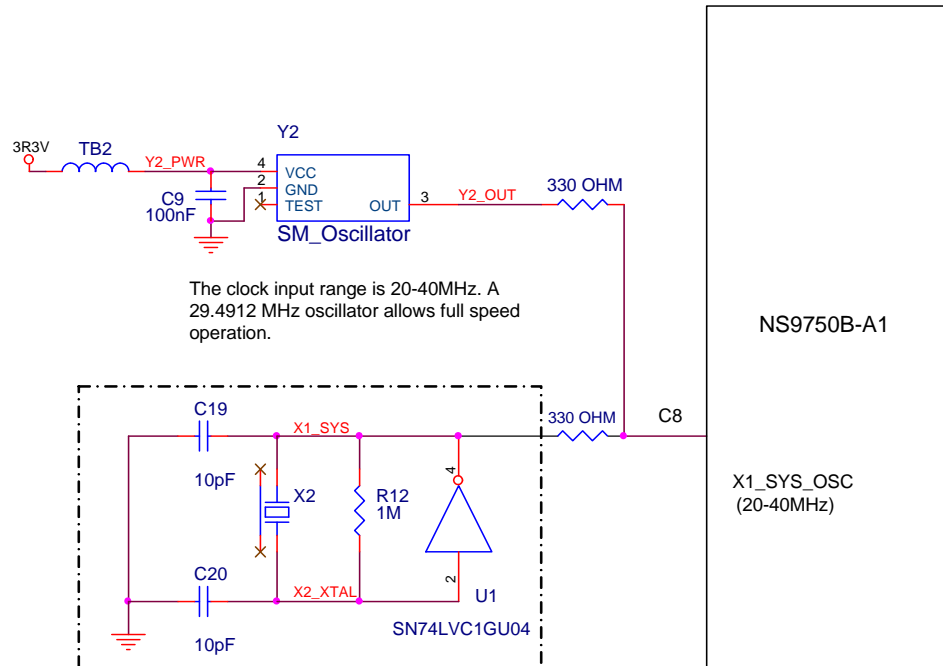 Y2
3R3V
TB2
Y2_PWR
4
VCC
2
GND
1
TEST
OUT
3
Y2_OUT
330 OHM
C9
100nF
SM_Oscillator
The clock input range is 20-40MHz. A
29.4912 MHz oscillator allows full speed
operation.
NS9750B-A1
C19
X1_SYS
330 OHM
C8
10pF
4
X2
R12
1M
X1_SYS_OSC
(20-40MHz)
C20
X2_XTAL
2
U1
10pF
SN74LVC1GU04